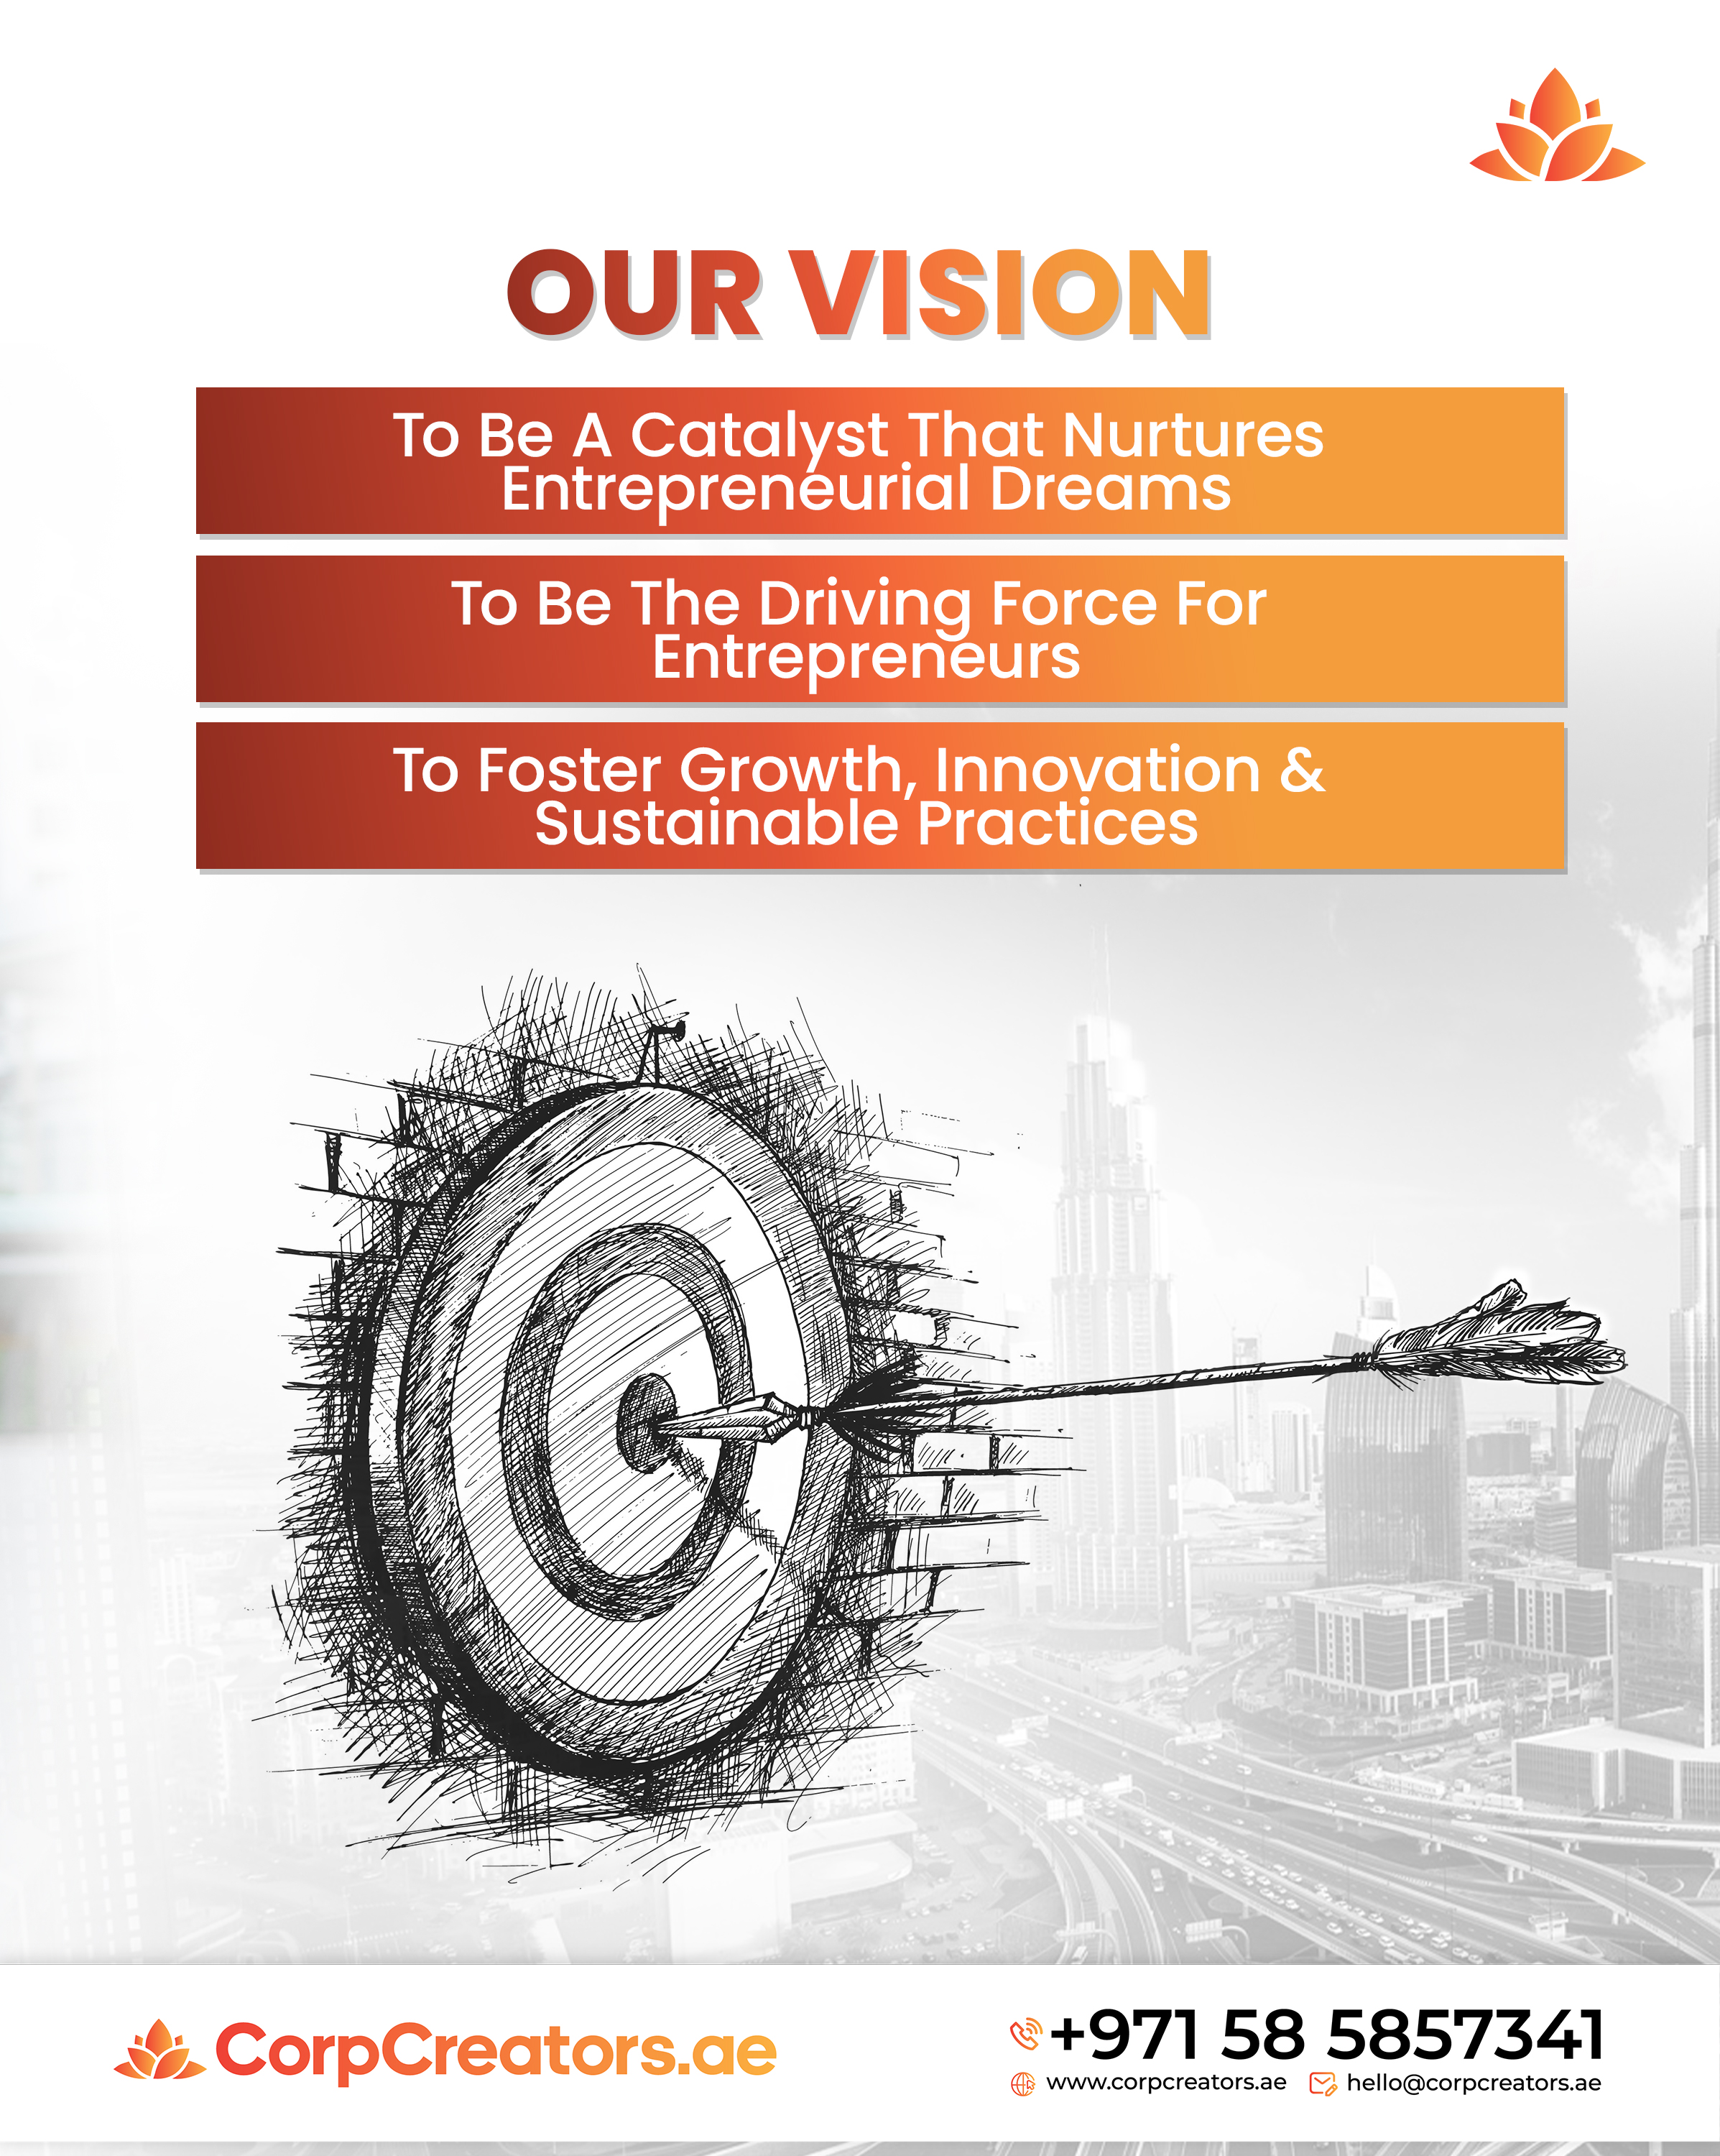 OUR VISION
To Be A Catalyst That Nurtures
Entrepreneurial Dreams
To Be The Driving Force For
Entrepreneurs
To Foster Growth, Innovation &
Sustainable Practices
CorpCreators.ae
+971 58 5857341
www.corpcreators.ae hello@corpcreators.ae